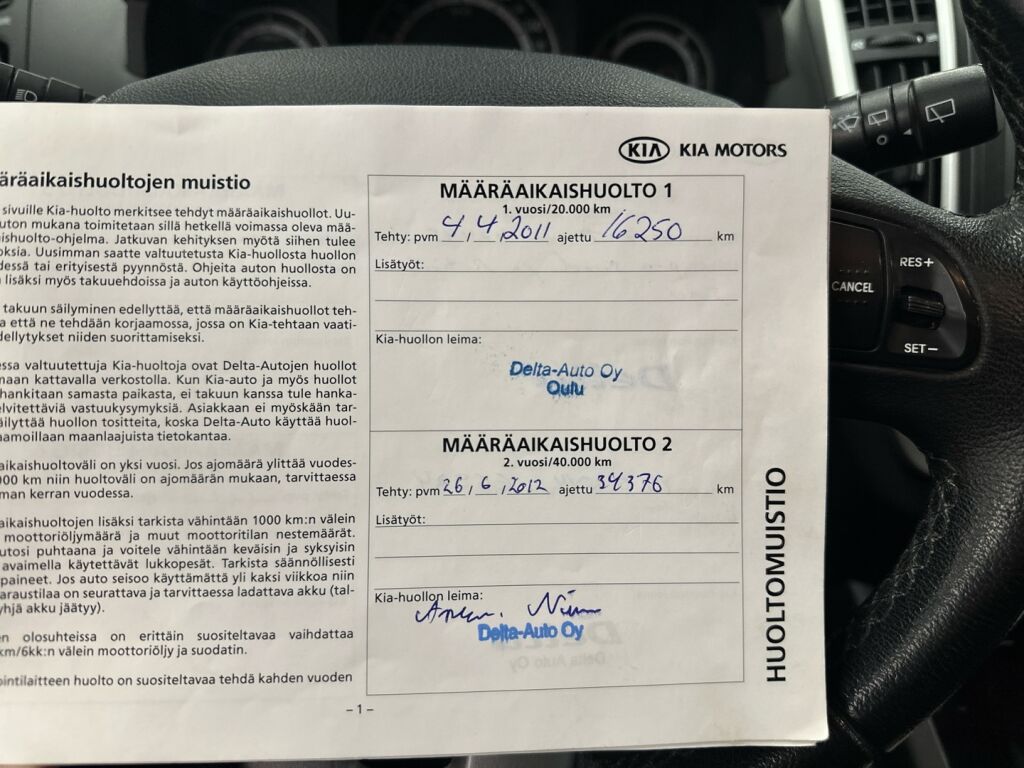 KIA KIA MOTORS
äräaikaishuoltojen muistio
sivuille Kia-huolto merkitsee tehdyt määräaikaishuollot. Uu-
uton mukana toimitetaan sillä hetkellä voimassa oleva mää-
ishuolto-ohjelma. Jatkuvan kehityksen myötä siihen tulee
oksia. Uusimman saatte valtuutetusta Kia-huollosta huollon
dessä tai erityisestä pyynnöstä. Ohjeita auton huollosta on
lisäksi myös takuuehdoissa ja auton käyttöohjeissa.
takuun säilyminen edellyttää, että määräaikaishuollot teh-
a että ne tehdään korjaamossa, jossa on Kia-tehtaan vaati-
dellytykset niiden suorittamiseksi.
essa valtuutettuja Kia-huoltoja ovat Delta-Autojen huollot
maan kattavalla verkostolla. Kun Kia-auto ja myös huollot
hankitaan samasta paikasta, ei takuun kanssa tule hanka-
elvitettäviä vastuukysymyksiä. Asiakkaan ei myöskään tar-
äilyttää huollon tositteita, koska Delta-Auto käyttää huol-
aamoillaan maanlaajuista tietokantaa.
aikaishuoltoväli on yksi vuosi. Jos ajomäärä ylittää vuodes-
000 km niin huoltoväli on ajomäärän mukaan, tarvittaessa
man kerran vuodessa.
aikaishuoltojen lisäksi tarkista vähintään 1000 km:n välein
moottoriöljymäärä ja muut moottoritilan nestemäärät.
utosi puhtaana ja voitele vähintään keväisin ja syksyisin
avaimella käytettävät lukkopesät. Tarkista säännöllisesti
paineet. Jos auto seisoo käyttämättä yli kaksi viikkoa niin
araustilaa on seurattava ja tarvittaessa ladattava akku (tal-
yhjä akku jäätyy).
en olosuhteissa on erittäin suositeltavaa vaihdattaa
km/6kk:n välein moottoriöljy ja suodatin.
ointilaitteen huolto on suositeltavaa tehdä kahden vuoden
MÄÄRÄAIKAISHUOLTO 1
1. vuosi/20.000 km
Tehty: pvm 4./4.2011 ajettu 16250 km
Lisätyöt:
Kia-huollon leima:
Delta-Auto Oy
Oulu
MÄÄRÄAIKAISHUOLTO 2
2. vuosi/40.000 km
Tehty: pvm 26/6/2012 ajettu 34376 km
Lisätyöt:
Kia-huollon leima:
Delta-Auto Oy
– 1 –
HUOLTOMUISTIO
RES+
CANCEL
SET−